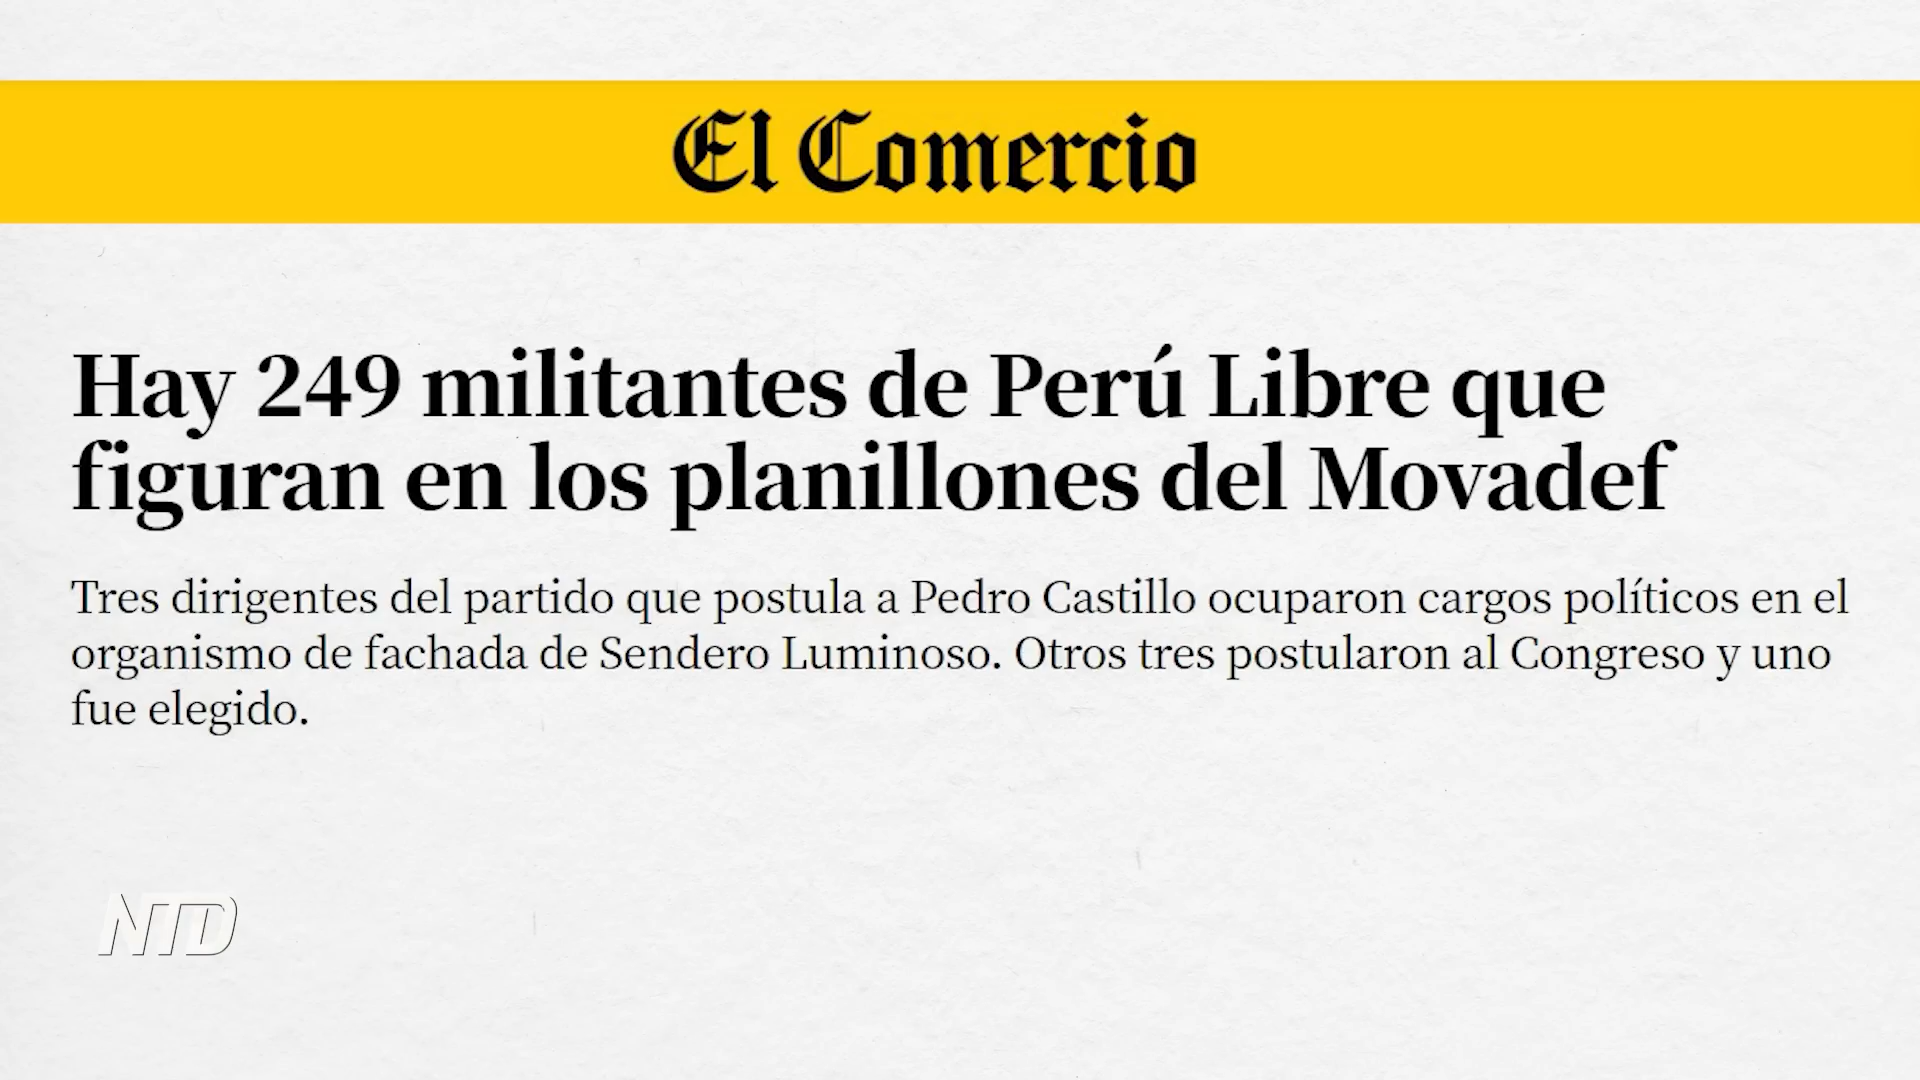 El Comercio
Hay 249 militantes de Perú Libre que
figuran en los planillones del Movadef
Tres dirigentes del partido que postula a Pedro Castillo ocuparon cargos políticos en el
organismo de fachada de Sendero Luminoso. Otros tres postularon al Congreso y uno
fue elegido.
NTD